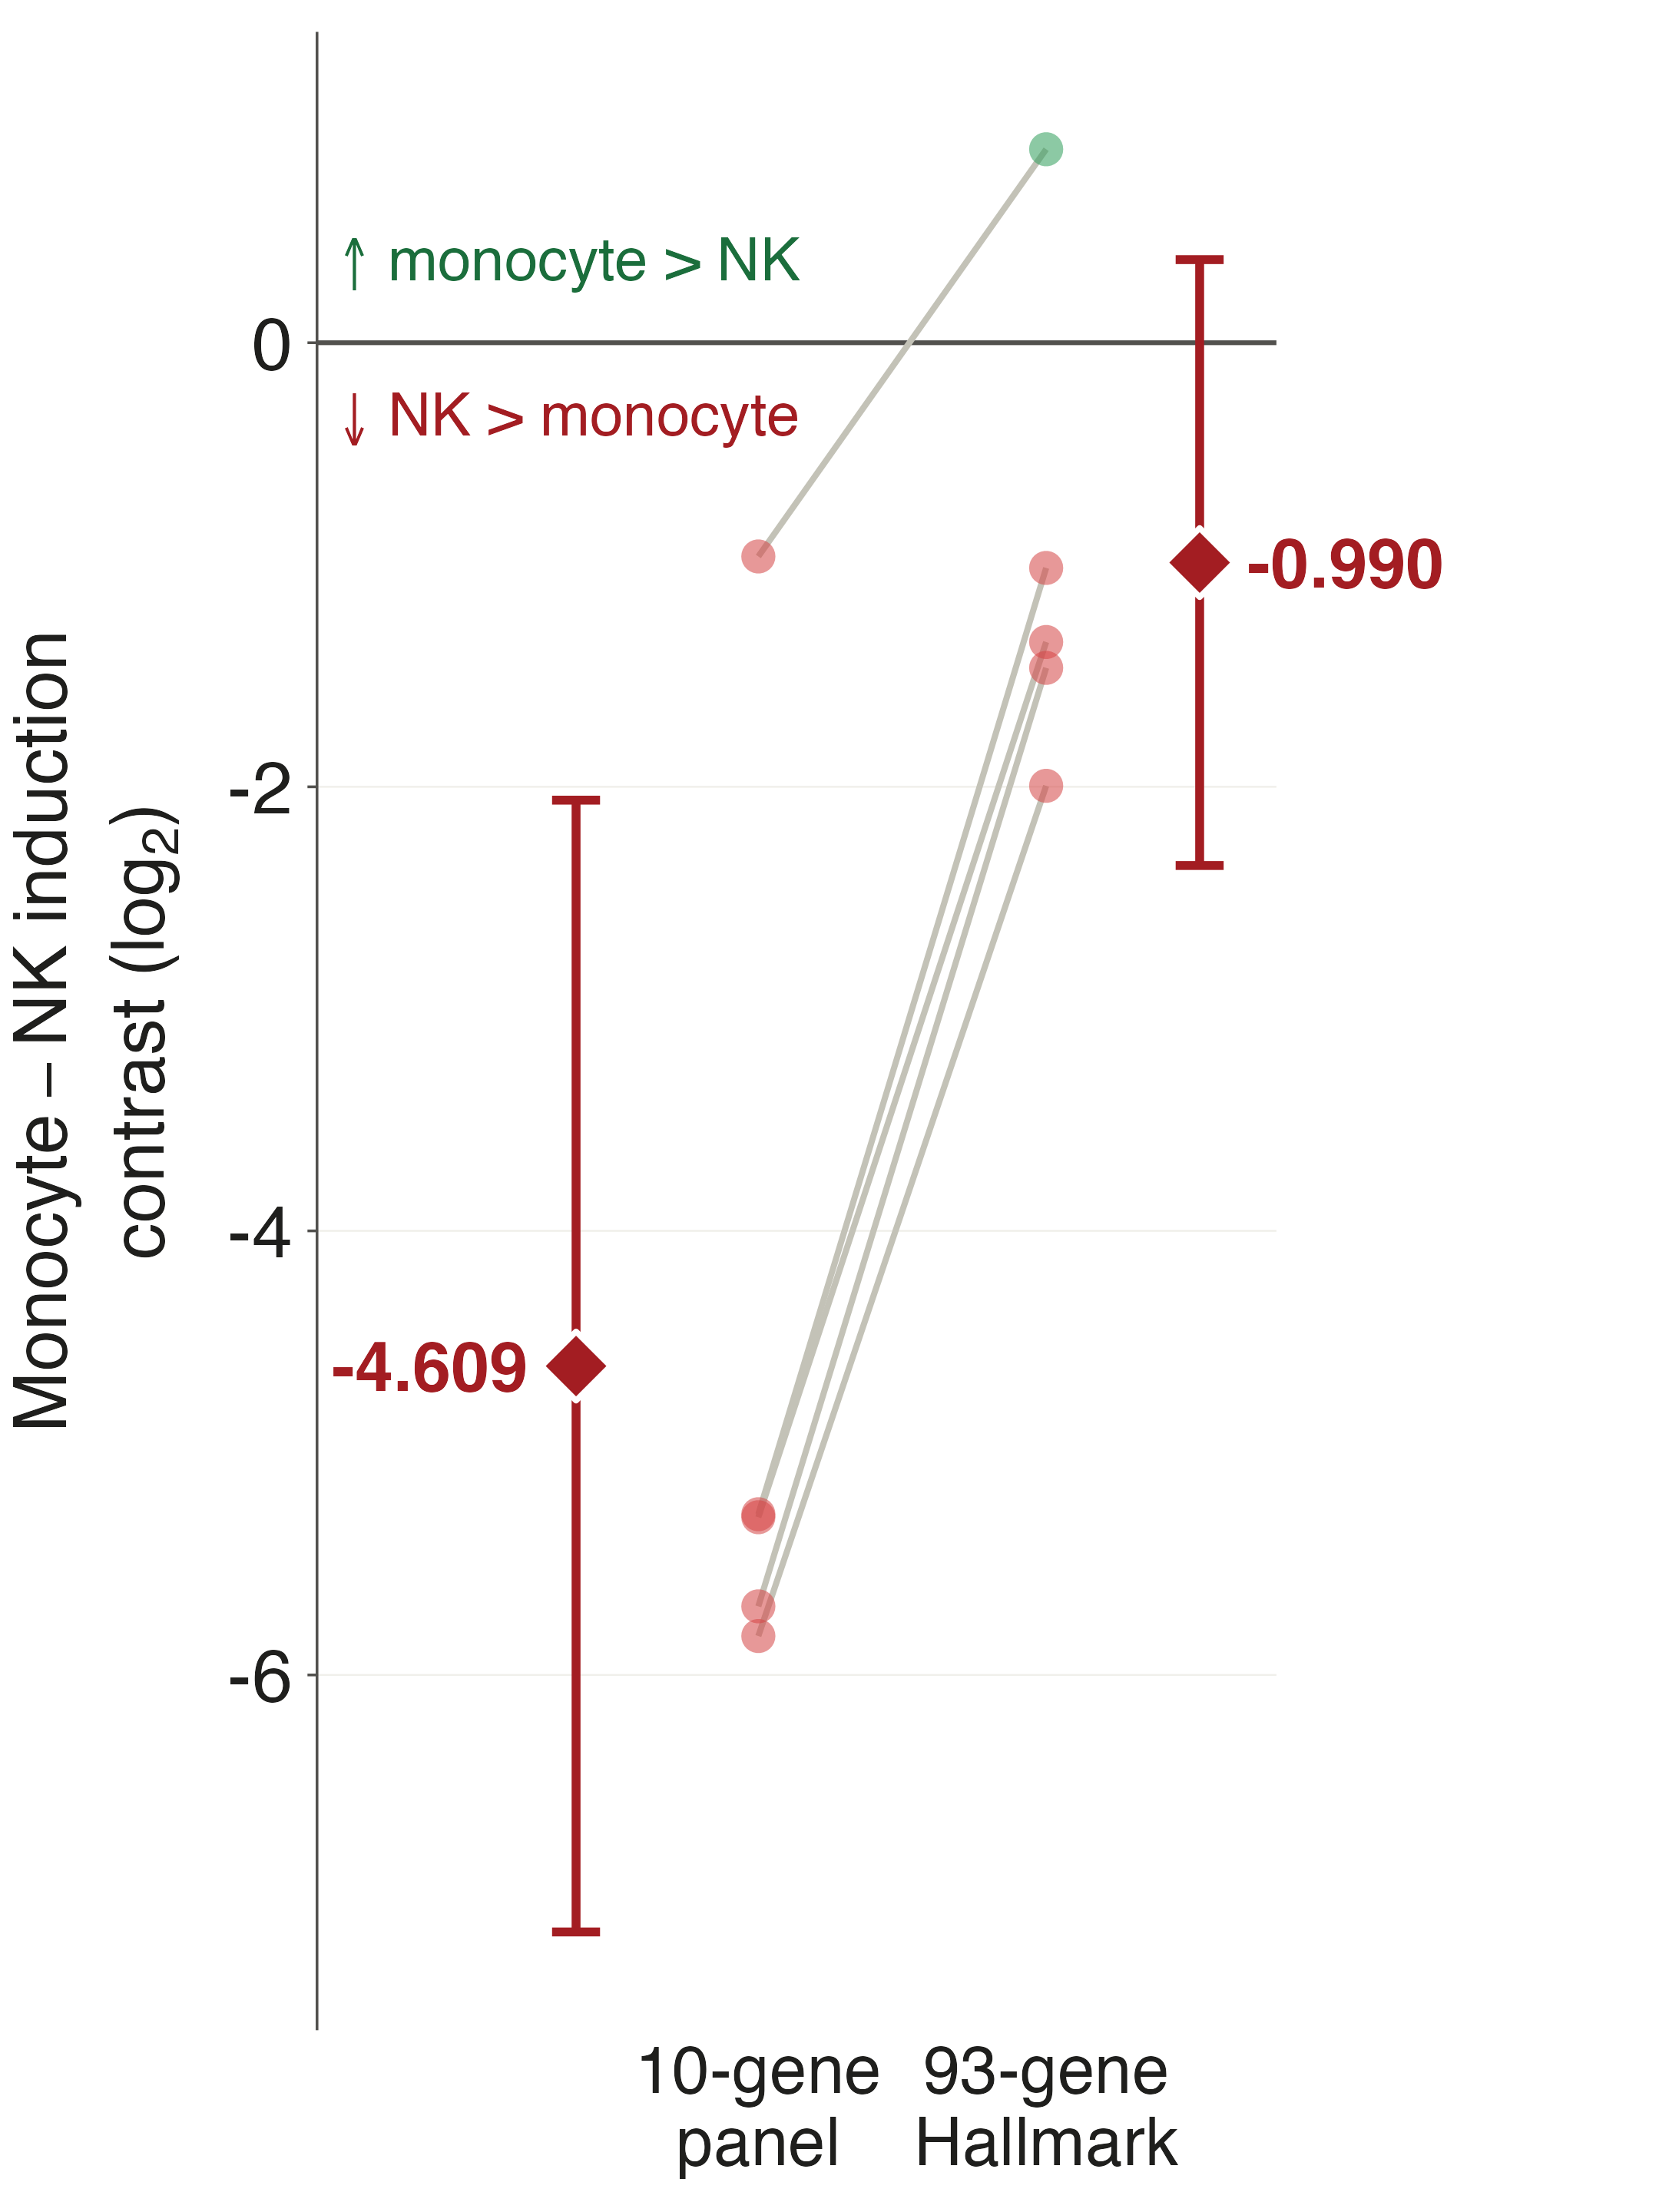 Monocyte – NK induction
contrast (log₂)
↑ monocyte > NK
0
↓ NK > monocyte
-0.990
-2
-4
-4.609
-6
10-gene
panel
93-gene
Hallmark